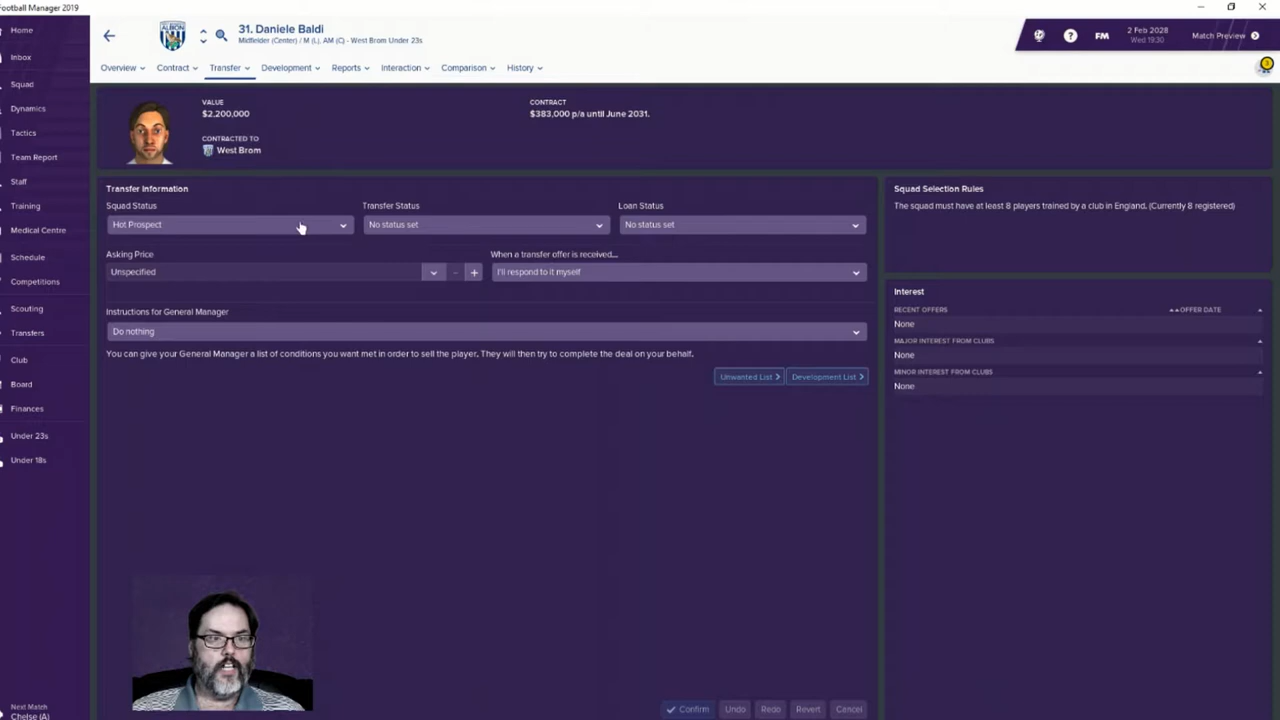 Football Manager 2019
Home
Inbox
Squad
Dynamics
Tactics
Team Report
Staff
Training
Medical Centre
Schedule
Competitions
Scouting
Transfers
Club
Board
Finances
Under 23s
Under 18s
Next Match
Chelse (A)
ALBION
31. Daniele Baldi
Midfielder (Center) / M (L), AM (C) - West Brom Under 23s
FM
2 Feb 2028
Wed 19:30
Match Preview
Overview
Contract
Transfer
Development
Reports
Interaction
Comparison
History
VALUE
$2,200,000
CONTRACTED TO
West Brom
CONTRACT
$383,000 p/a until June 2031.
Transfer Information
Squad Status
Transfer Status
Loan Status
Hot Prospect
No status set
No status set
Asking Price
When a transfer offer is received...
Unspecified
I'll respond to it myself
Instructions for General Manager
Do nothing
You can give your General Manager a list of conditions you want met in order to sell the player. They will then try to complete the deal on your behalf.
Unwanted List >
Development List >
Squad Selection Rules
The squad must have at least 8 players trained by a club in England. (Currently 8 registered)
Interest
RECENT OFFERS
OFFER DATE
None
MAJOR INTEREST FROM CLUBS
None
MINOR INTEREST FROM CLUBS
None
Confirm
Undo
Redo
Revert
Cancel